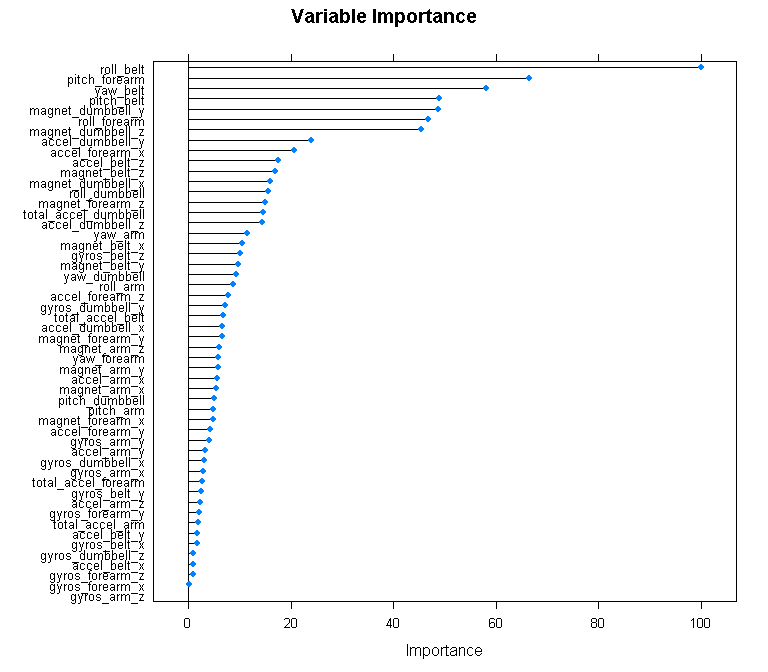 Variable Importance
roll_belt
pitch_forearm
yaw_belt
pitch_belt
magnet_dumbbell_y
roll_forearm
magnet_dumbbell_z
accel_dumbbell_y
accel_forearm_x
accel_belt_z
magnet_belt_z
magnet_dumbbell_x
roll_dumbbell
magnet_forearm_z
total_accel_dumbbell
accel_dumbbell_z
yaw_arm
magnet_belt_x
gyros_belt_z
magnet_belt_y
yaw_dumbbell
roll_arm
accel_forearm_z
gyros_dumbbell_y
total_accel_belt
accel_dumbbell_x
magnet_forearm_y
magnet_arm_z
yaw_forearm
magnet_arm_y
accel_arm_x
magnet_arm_x
pitch_dumbbell
pitch_arm
magnet_forearm_x
accel_forearm_y
gyros_arm_y
accel_arm_y
gyros_dumbbell_x
gyros_arm_x
total_accel_forearm
gyros_belt_y
accel_arm_z
gyros_forearm_y
total_accel_arm
accel_belt_y
gyros_belt_x
gyros_dumbbell_z
accel_belt_x
gyros_forearm_z
gyros_forearm_x
gyros_arm_z
0 20 40 60 80 100
Importance